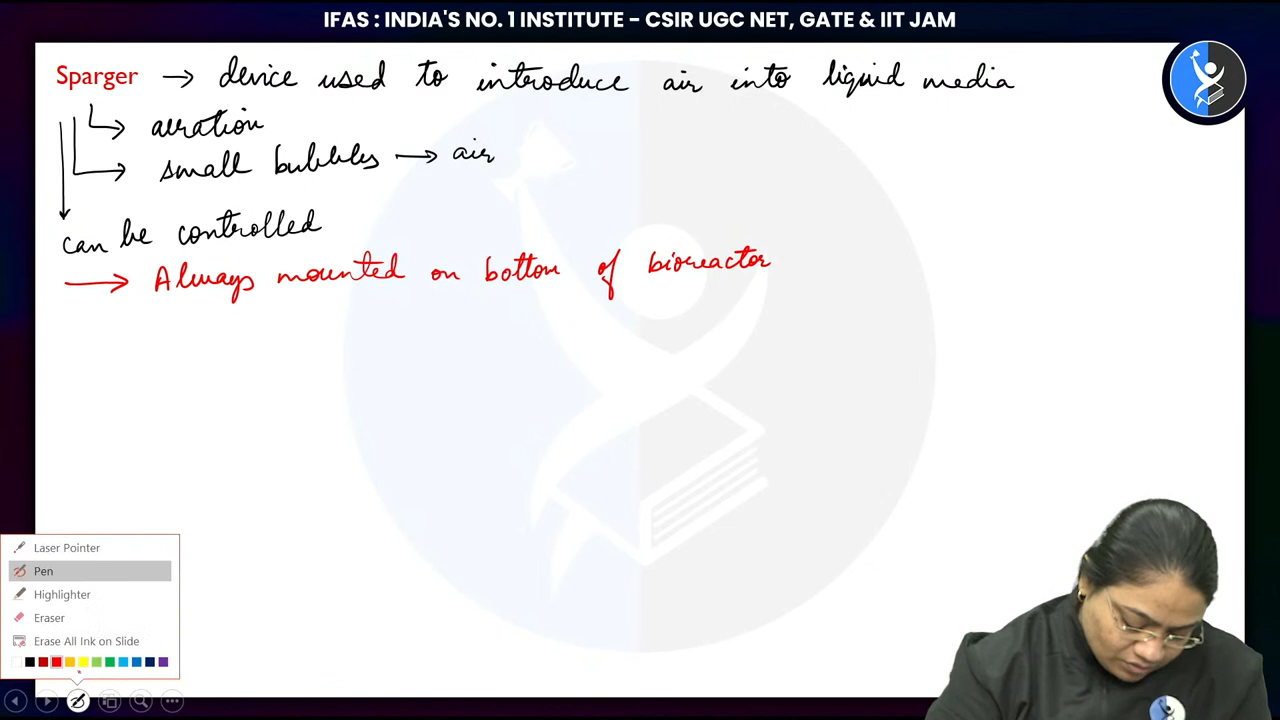 IFAS : INDIA'S NO. 1 INSTITUTE – CSIR UGC NET, GATE & IIT JAM
Sparger → device used to introduce air into liquid media
→ aeration
→ small bubbles → air
can be controlled
→ Always mounted on bottom of bioreactor
Laser Pointer
Pen
Highlighter
Eraser
Erase All Ink on Slide